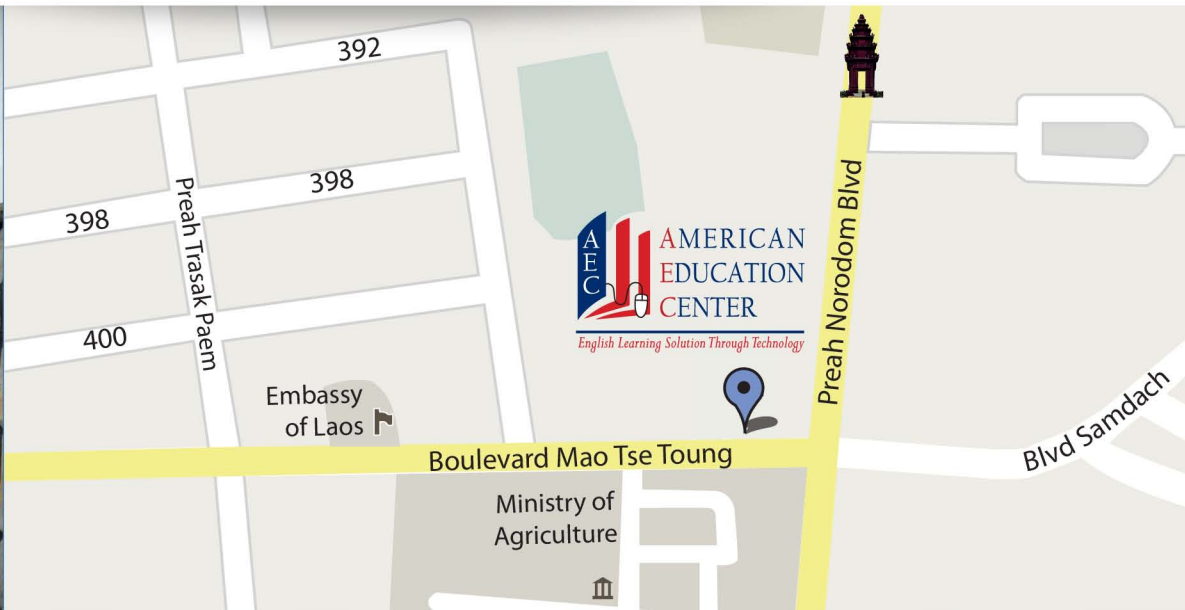 392
398
398
Preah Trasak Paem
400
AEC
AMERICAN
EDUCATION
CENTER
English Learning Solution Through Technology
Preah Norodom Blvd
Embassy
of Laos
Boulevard Mao Tse Toung
Blvd Samdach
Ministry of
Agriculture